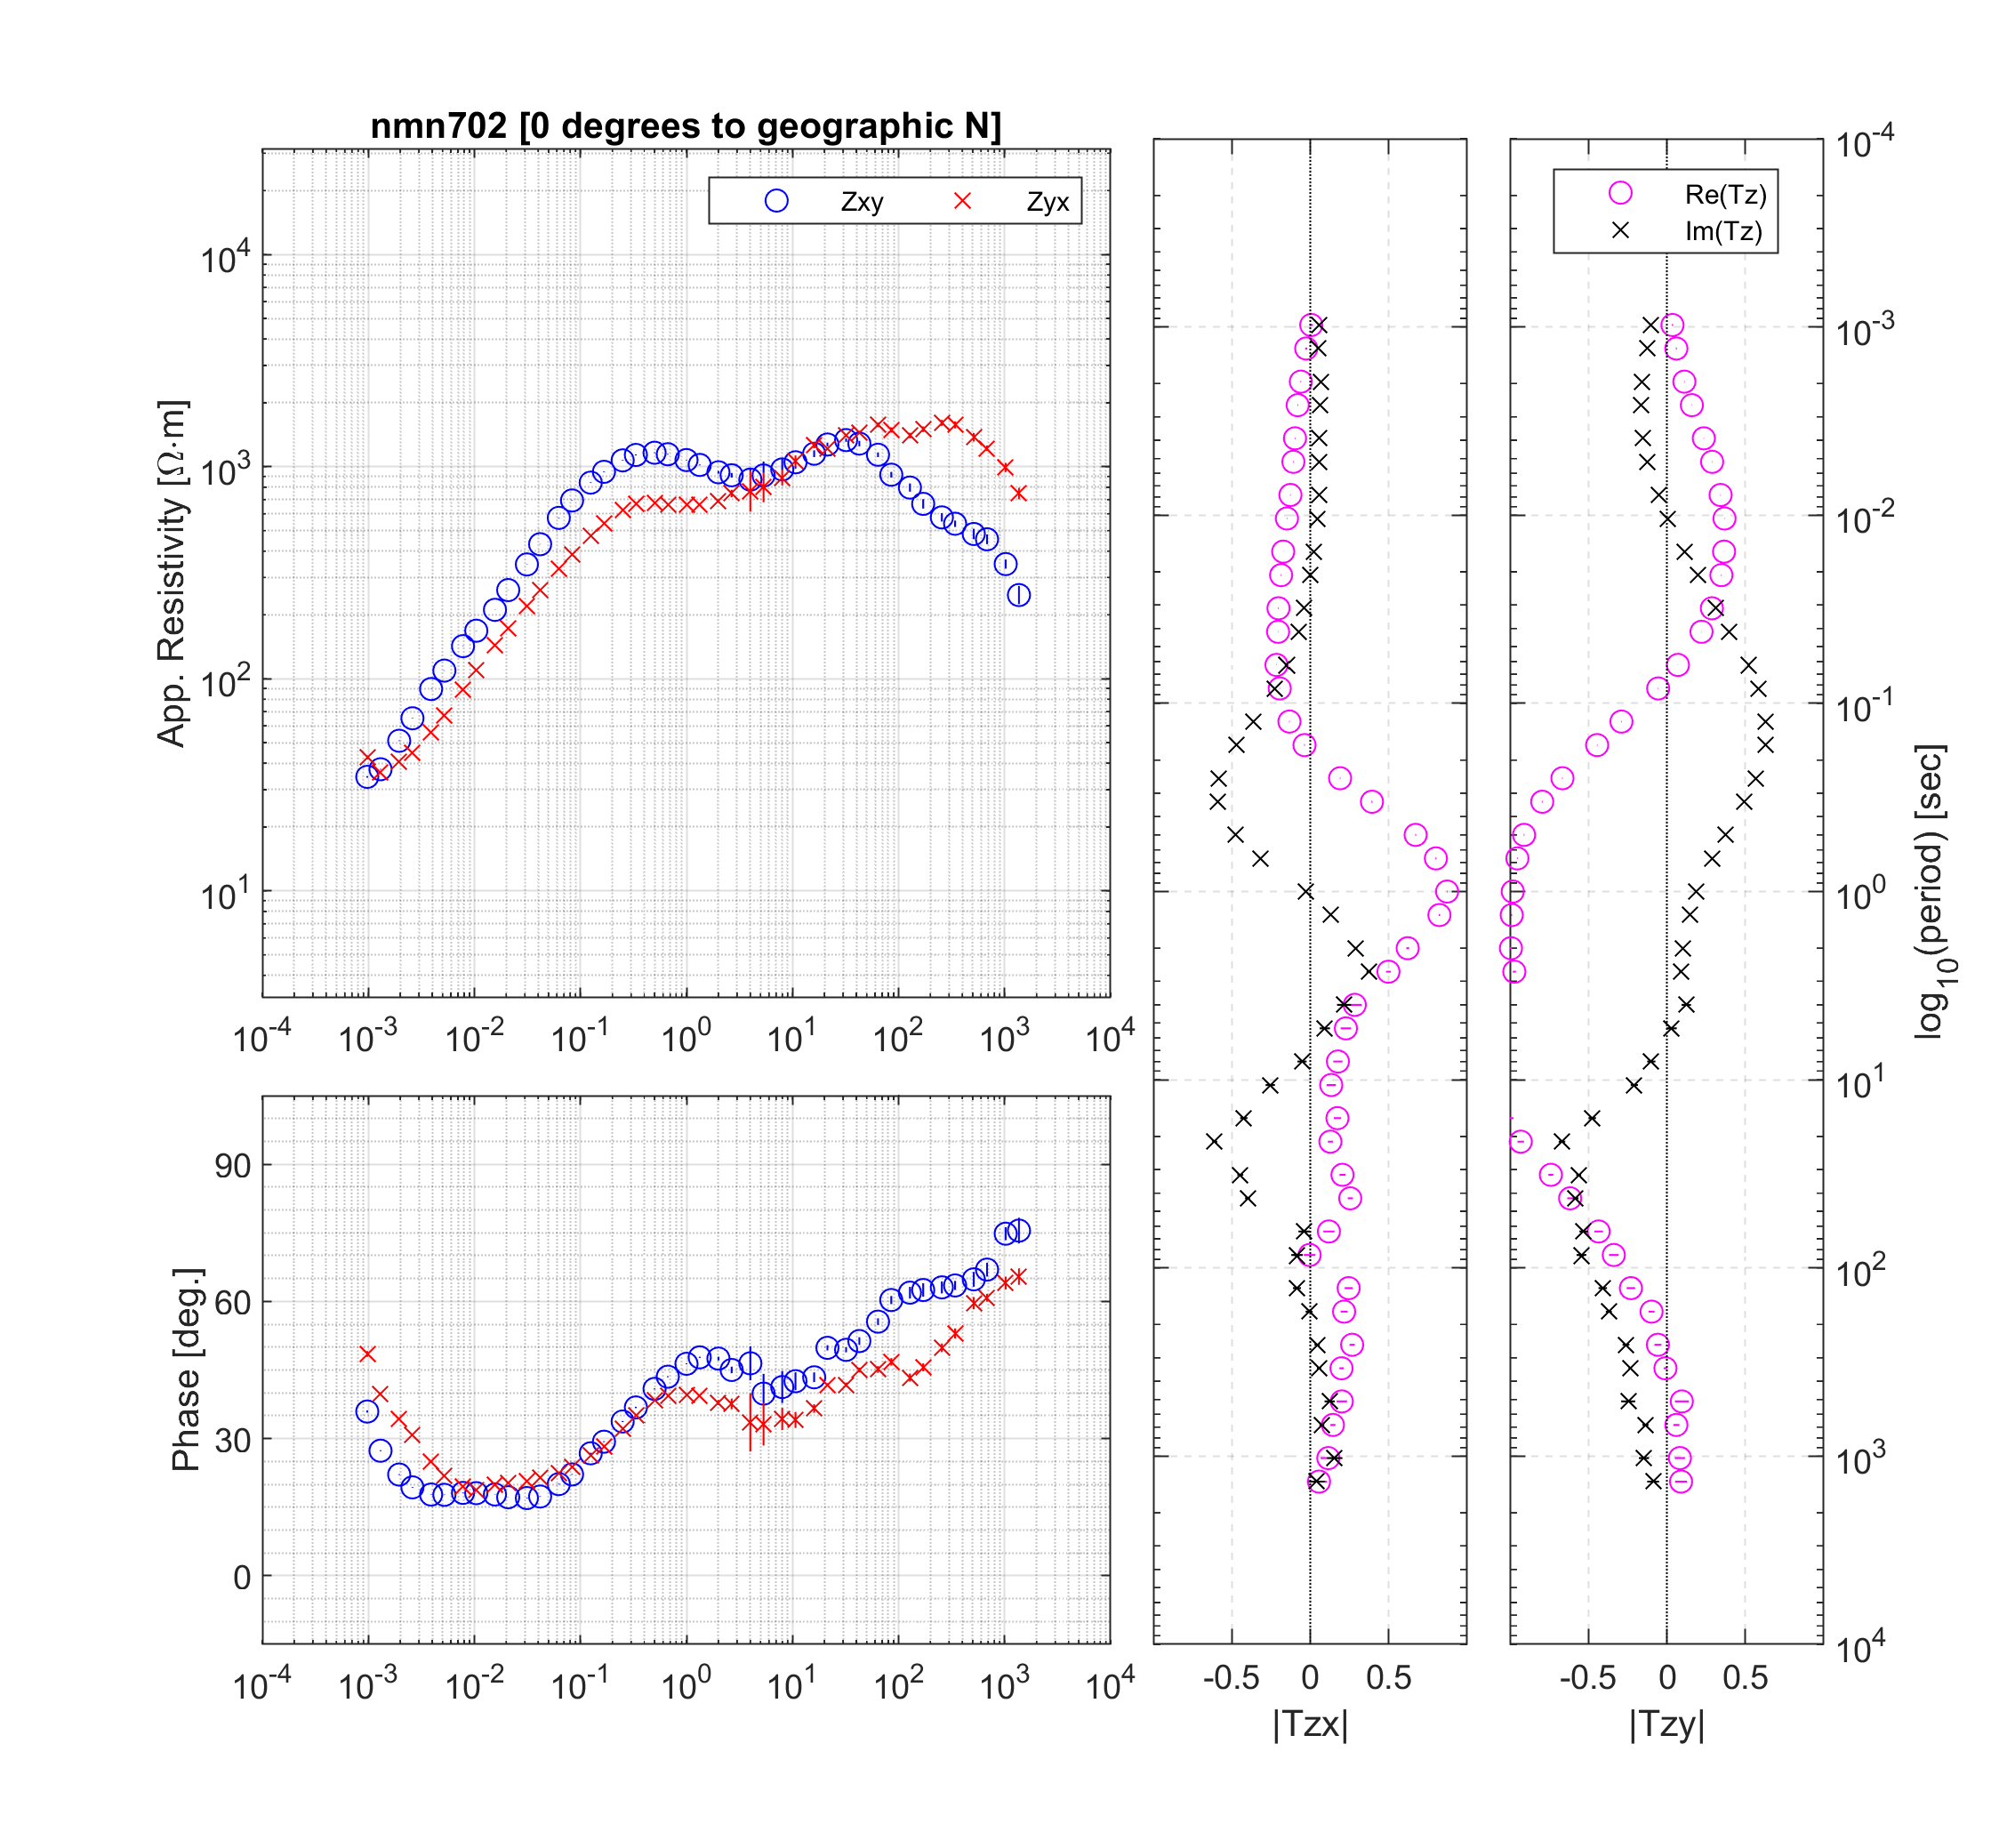 nmn702 [0 degrees to geographic N]
Zxy Zyx
App. Resistivity [Ω·m]
10^4
10^3
10^2
10^1
10^-4 10^-3 10^-2 10^-1 10^0 10^1 10^2 10^3 10^4
Phase [deg.]
90
60
30
0
10^-4 10^-3 10^-2 10^-1 10^0 10^1 10^2 10^3 10^4
-0.5 0 0.5
|Tzx|
Re(Tz)
Im(Tz)
-0.5 0 0.5
|Tzy|
10^-4
10^-3
10^-2
10^-1
10^0
10^1
10^2
10^3
10^4
log10(period) [sec]